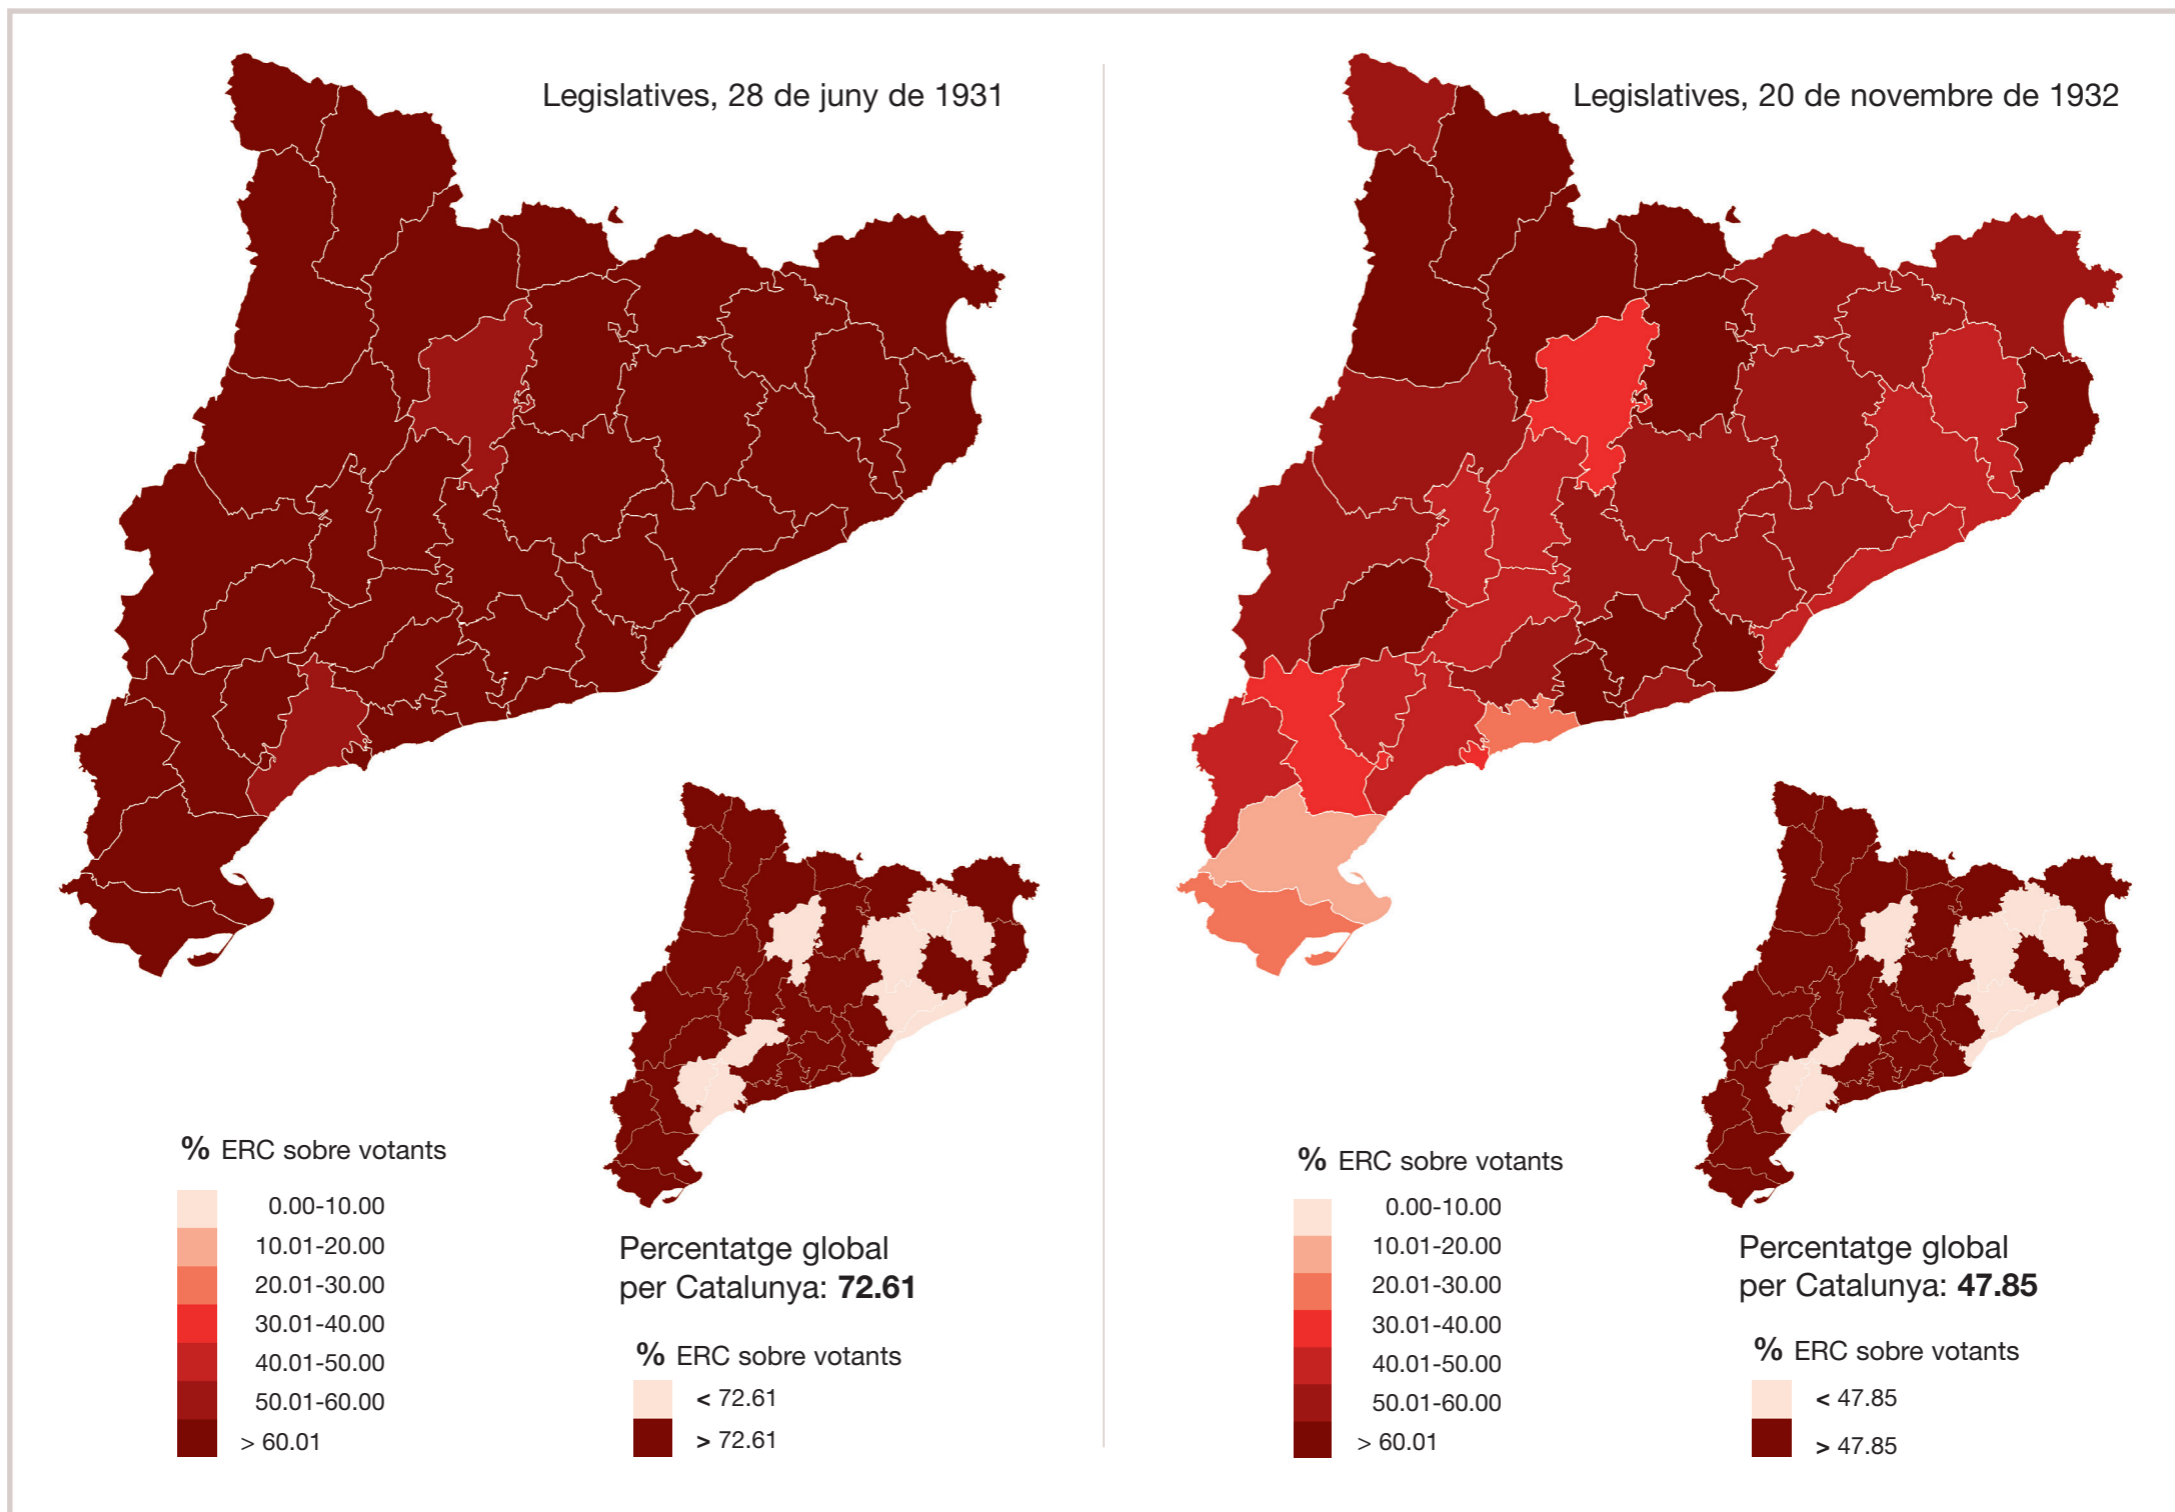 Legislatives, 28 de juny de 1931
% ERC sobre votants
0.00-10.00
10.01-20.00
20.01-30.00
30.01-40.00
40.01-50.00
50.01-60.00
> 60.01
Percentatge global
per Catalunya: 72.61
% ERC sobre votants
< 72.61
> 72.61
Legislatives, 20 de novembre de 1932
% ERC sobre votants
0.00-10.00
10.01-20.00
20.01-30.00
30.01-40.00
40.01-50.00
50.01-60.00
> 60.01
Percentatge global
per Catalunya: 47.85
% ERC sobre votants
< 47.85
> 47.85